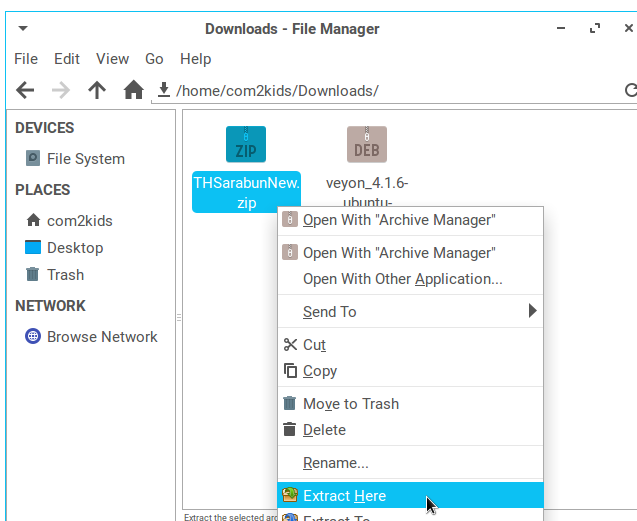 Downloads - File Manager
File Edit View Go Help
/home/com2kids/Downloads/
DEVICES
File System
PLACES
com2kids
Desktop
Trash
NETWORK
Browse Network
ZIP
THSarabunNew.
zip
DEB
veyon_4.1.6-
ubuntu-
Open With "Archive Manager"
Open With "Archive Manager"
Open With Other Application...
Send To
Cut
Copy
Move to Trash
Delete
Rename...
Extract Here
Extract To
Extract the selected arc